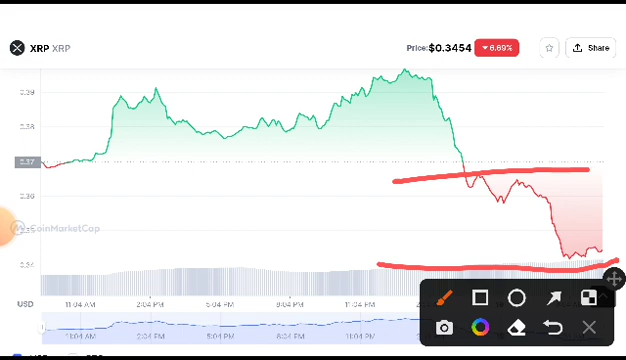 XRP XRP
Price: $0.3454 ▼ 6.69% Share
0.39
0.38
0.37
0.36
0.35
CoinMarketCap
0.34
USD 11:04 AM 2:04 PM 5:04 PM 8:04 PM 11:04 PM
11:04 AM 2:04 PM 5:04 PM 8:04 PM 11:04 PM